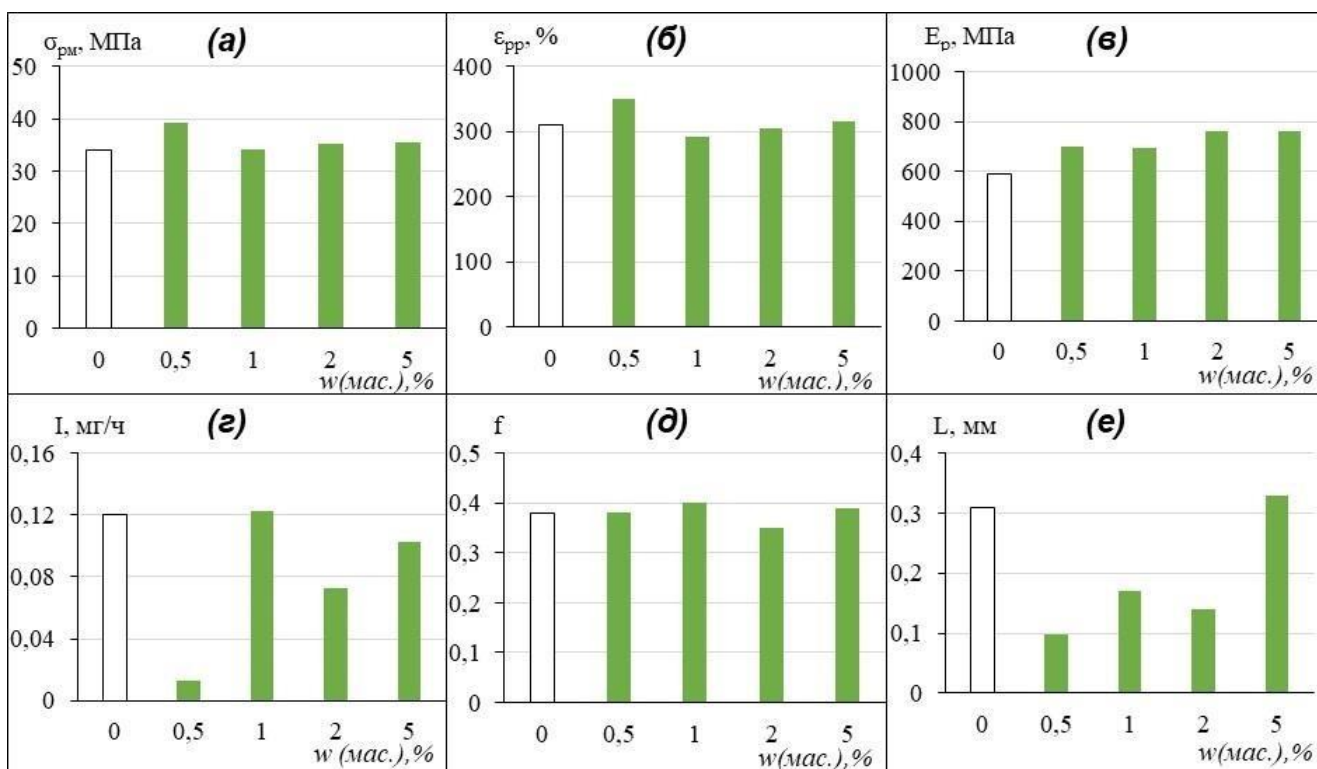 σрм, МПа (а)
50
40
30
20
10
0
0 0,5 1 2 5
w(мас.),%
εрр, % (б)
400
300
200
100
0
0 0,5 1 2 5
w(мас.),%
Ер, МПа (в)
1000
800
600
400
200
0
0 0,5 1 2 5
w(мас.),%
I, мг/ч (г)
0,16
0,12
0,08
0,04
0
0 0,5 1 2 5
w (мас.),%
f (д)
0,5
0,4
0,3
0,2
0,1
0
0 0,5 1 2 5
w(мас.),%
L, мм (е)
0,4
0,3
0,2
0,1
0
0 0,5 1 2 5
w(мас.),%